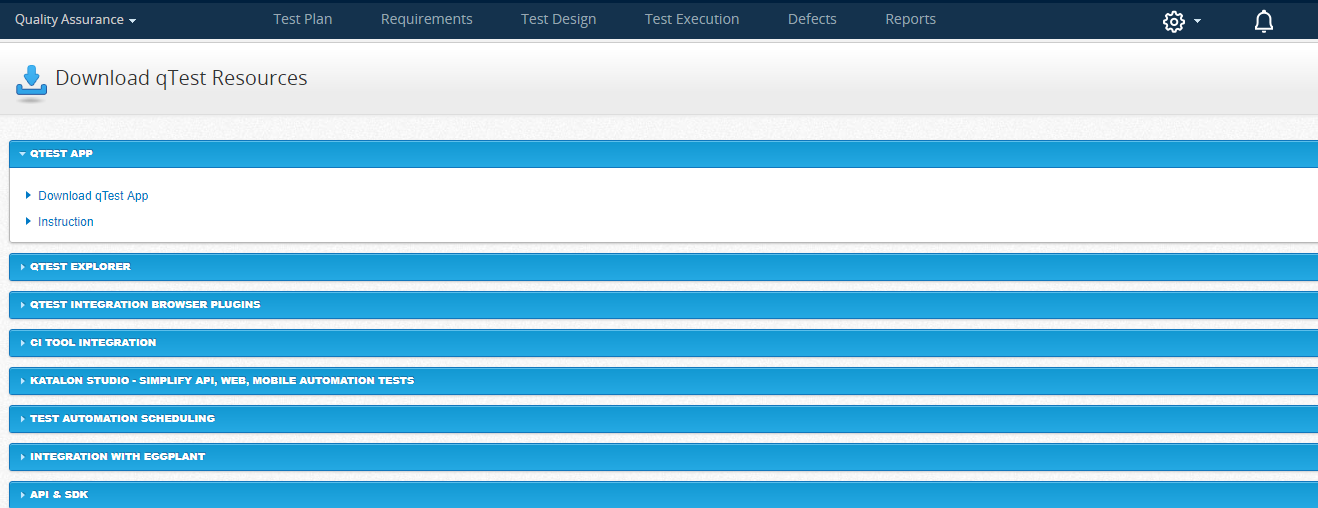 Quality Assurance Test Plan Requirements Test Design Test Execution Defects Reports
Download qTest Resources
QTEST APP
Download qTest App
Instruction
QTEST EXPLORER
QTEST INTEGRATION BROWSER PLUGINS
CI TOOL INTEGRATION
KATALON STUDIO - SIMPLIFY API, WEB, MOBILE AUTOMATION TESTS
TEST AUTOMATION SCHEDULING
INTEGRATION WITH EGGPLANT
API & SDK